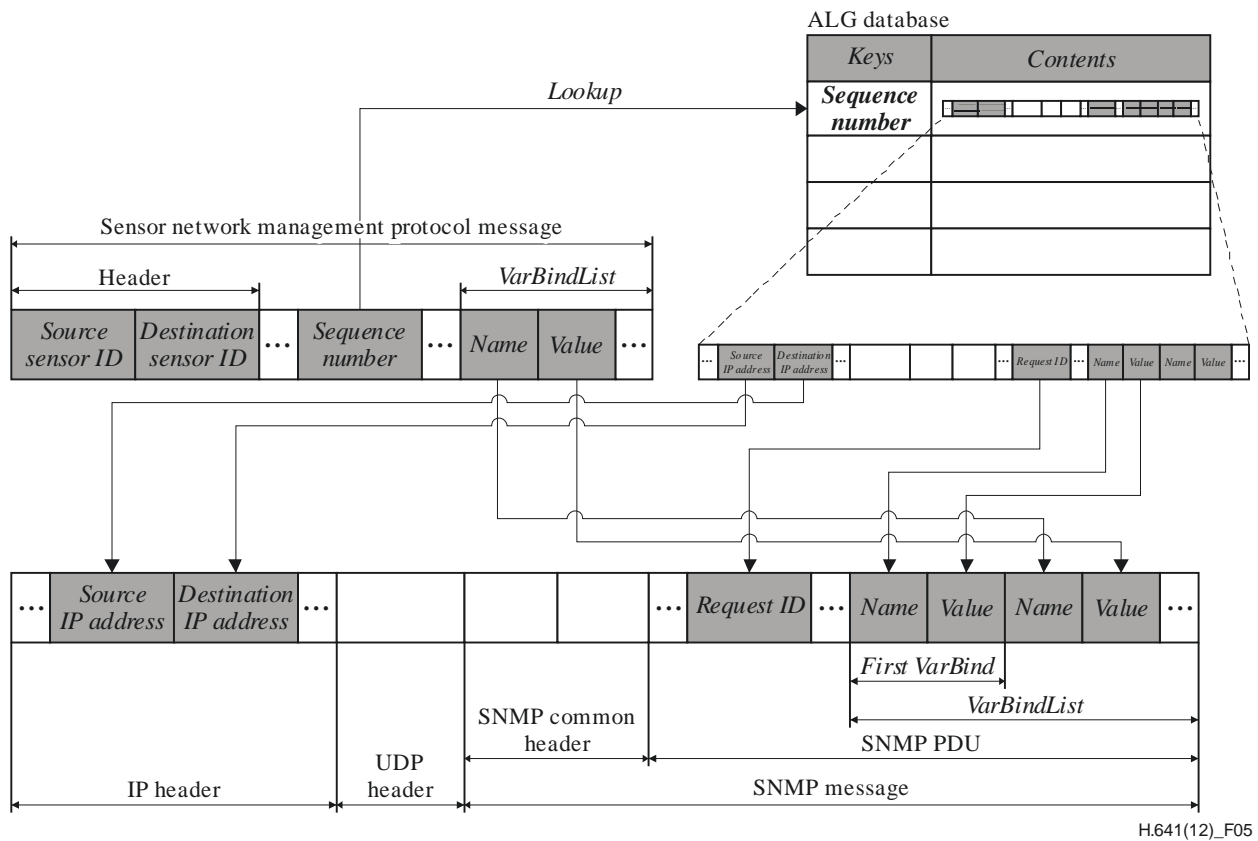 ALG database
Keys
Contents
Lookup
Sequence
number
Sensor network management protocol message
Header
VarBindList
Source
sensor ID
Destination
sensor ID
...
Sequence
number
...
Name
Value
...
...
Source
IP address
Destination
IP address
...
...
Request ID
...
Name
Value
Name
Value
...
...
Source
IP address
Destination
IP address
...
...
Request ID
...
Name
Value
Name
Value
...
First VarBind
VarBindList
SNMP common
header
SNMP PDU
UDP
header
IP header
SNMP message
H.641(12)_F05